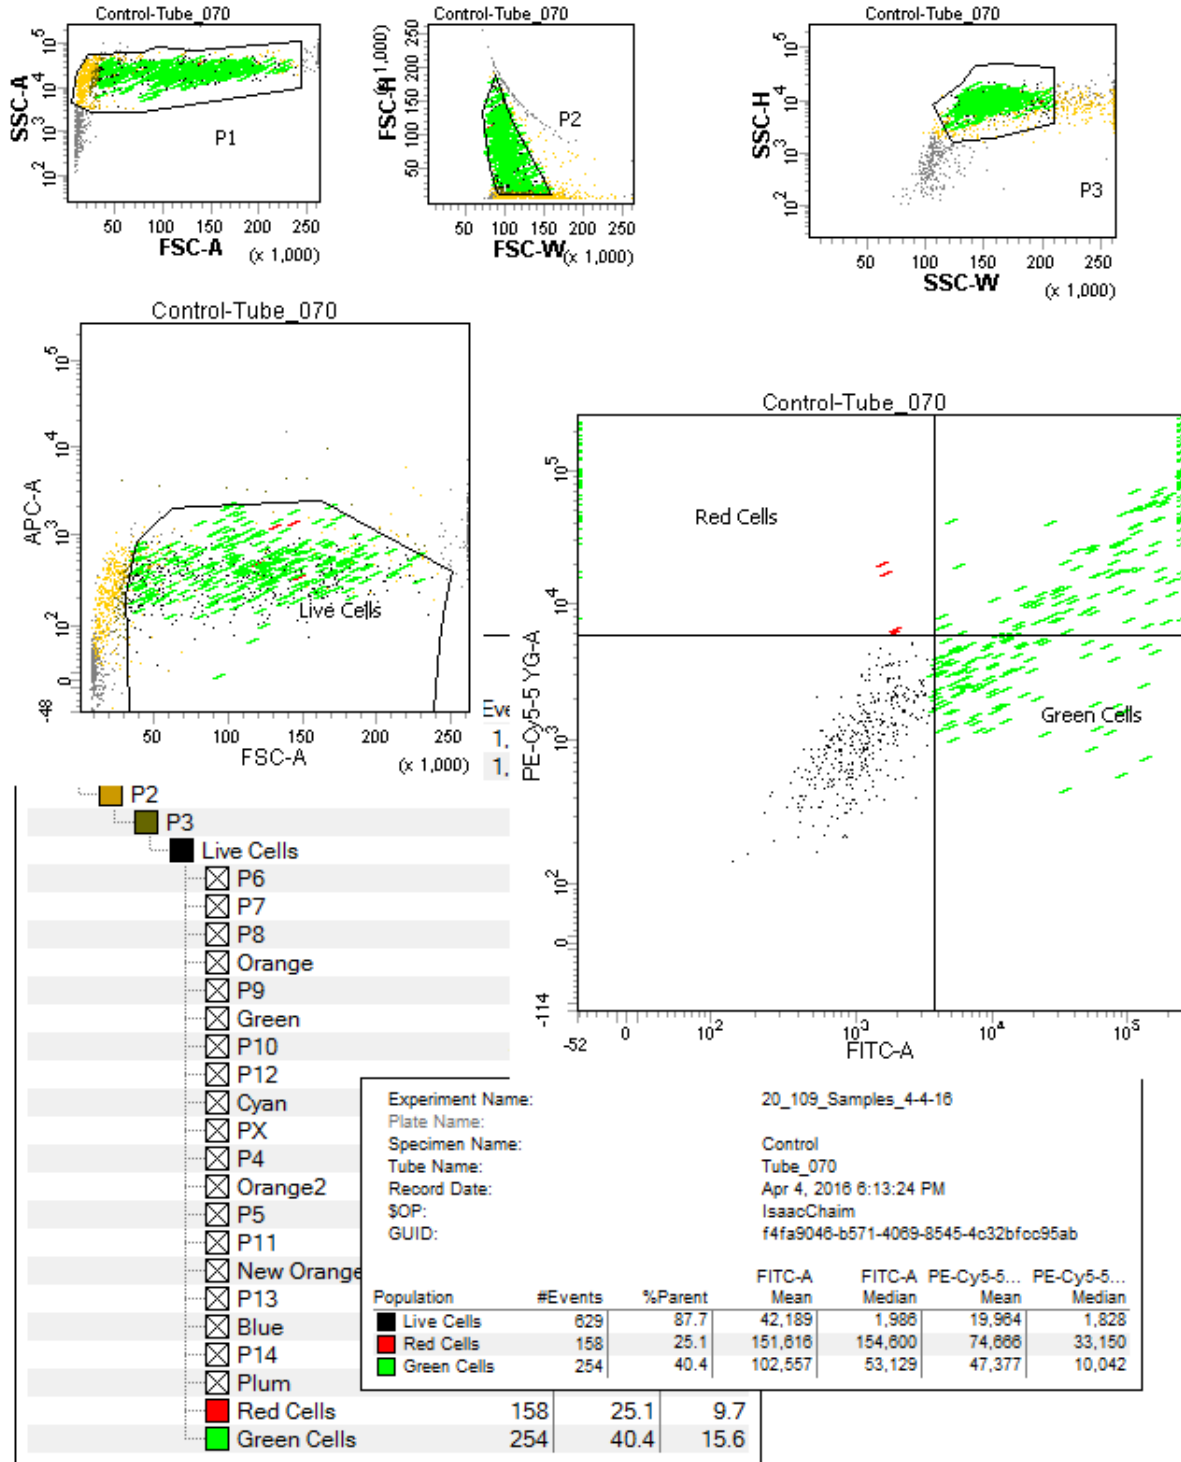 Control-Tube_070
SSC-A
10^5
10^4
10^3
10^2
P1
50 100 150 200 250
FSC-A (x 1,000)
Control-Tube_070
FSC-H
(x 1,000)
250
200
150
100
50
P2
50 100 150 200 250
FSC-W (x 1,000)
Control-Tube_070
SSC-H
10^5
10^4
10^3
10^2
P3
50 100 150 200 250
SSC-W (x 1,000)
Control-Tube_070
APC-A
10^5
10^4
10^3
10^2
0
-48
Live Cells
50 100 150 200 250
FSC-A (x 1,000)
Control-Tube_070
PE-Cy5-5 YG-A
10^5
10^4
10^3
10^2
0
-114
Red Cells
Green Cells
-52 0 10^2 10^3 10^4 10^5
FITC-A
Eve
1,
1,
P2
P3
Live Cells
P6
P7
P8
Orange
P9
Green
P10
P12
Cyan
PX
P4
Orange2
P5
P11
New Orange
P13
Blue
P14
Plum
Red Cells 158 25.1 9.7
Green Cells 254 40.4 15.6
Experiment Name: 20_109_Samples_4-4-16
Plate Name:
Specimen Name: Control
Tube Name: Tube_070
Record Date: Apr 4, 2016 6:13:24 PM
$OP: IsaacChaim
GUID: f4fa9046-b571-4069-8545-4c32bfcc95ab
FITC-A FITC-A PE-Cy5-5... PE-Cy5-5...
Population #Events %Parent Mean Median Mean Median
Live Cells 629 87.7 42,189 1,986 19,964 1,828
Red Cells 158 25.1 151,616 154,600 74,666 33,150
Green Cells 254 40.4 102,557 53,129 47,377 10,042